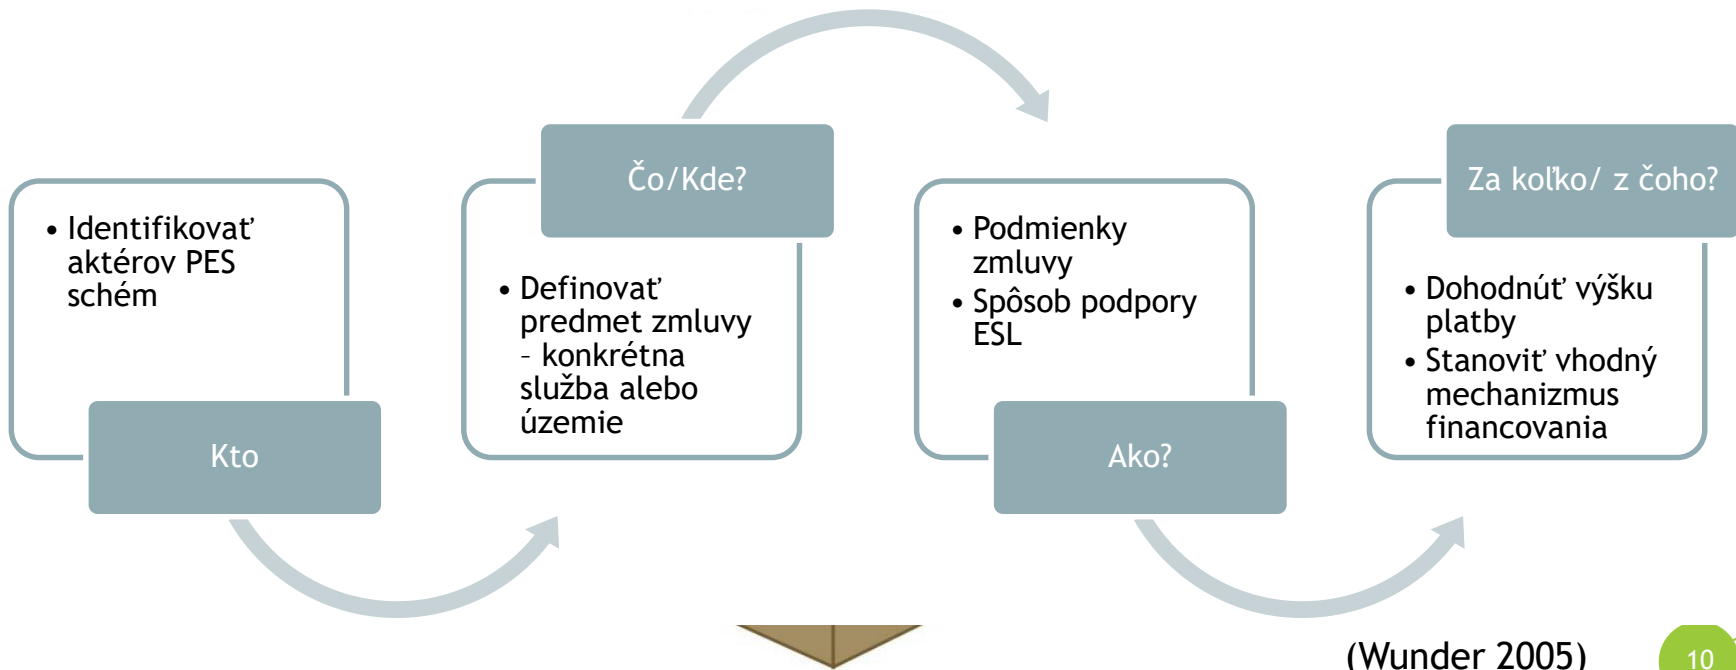 • Identifikovať
aktérov PES
schém
Kto
Čo/Kde?
• Definovať
predmet zmluvy
– konkrétna
služba alebo
územie
• Podmienky
zmluvy
• Spôsob podpory
ESL
Ako?
Za koľko/ z čoho?
• Dohodnúť výšku
platby
• Stanoviť vhodný
mechanizmus
financovania
(Wunder 2005)
10